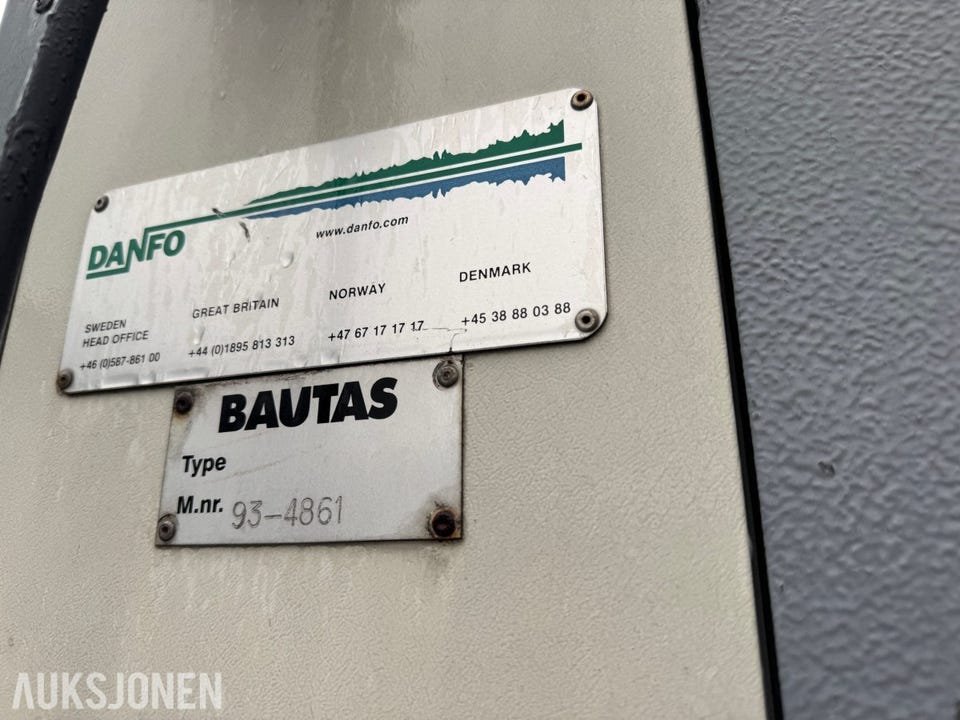 DANFO
www.danfo.com
SWEDEN
HEAD OFFICE
+46 (0)587-861 00
GREAT BRITAIN
+44 (0)1895 813 313
NORWAY
+47 67 17 17 17
DENMARK
+45 38 88 03 88
BAUTAS
Type
M.nr. 93-4861
AUKSJONEN